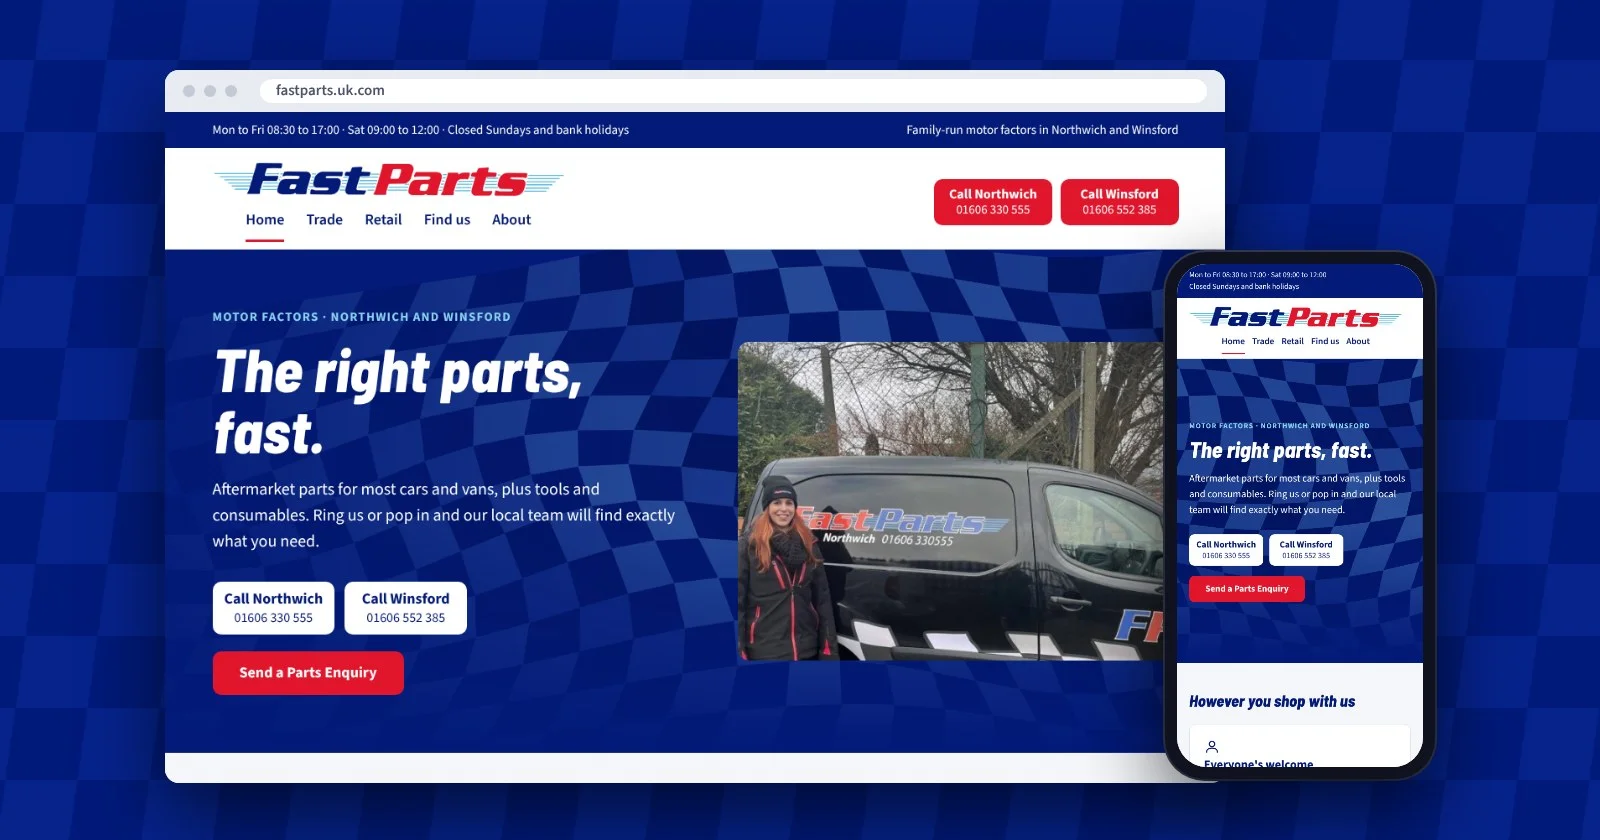 fastparts.uk.com
Mon to Fri 08:30 to 17:00 · Sat 09:00 to 12:00 · Closed Sundays and bank holidays
Family-run motor factors in Northwich and Winsford
FastParts
Call Northwich
01606 330 555
Call Winsford
01606 552 385
Home Trade Retail Find us About
MOTOR FACTORS · NORTHWICH AND WINSFORD
The right parts,
fast.
Aftermarket parts for most cars and vans, plus tools and
consumables. Ring us or pop in and our local team will find exactly
what you need.
Call Northwich
01606 330 555
Call Winsford
01606 552 385
Send a Parts Enquiry
FastParts
Northwich 01606 330555
Mon to Fri 08:30 to 17:00 · Sat 09:00 to 12:00
Closed Sundays and bank holidays
FastParts
Home Trade Retail Find us About
MOTOR FACTORS · NORTHWICH AND WINSFORD
The right parts, fast.
Aftermarket parts for most cars and vans, plus tools
and consumables. Ring us or pop in and our local
team will find exactly what you need.
Call Northwich
01606 330 555
Call Winsford
01606 552 385
Send a Parts Enquiry
However you shop with us
Everyone's welcome